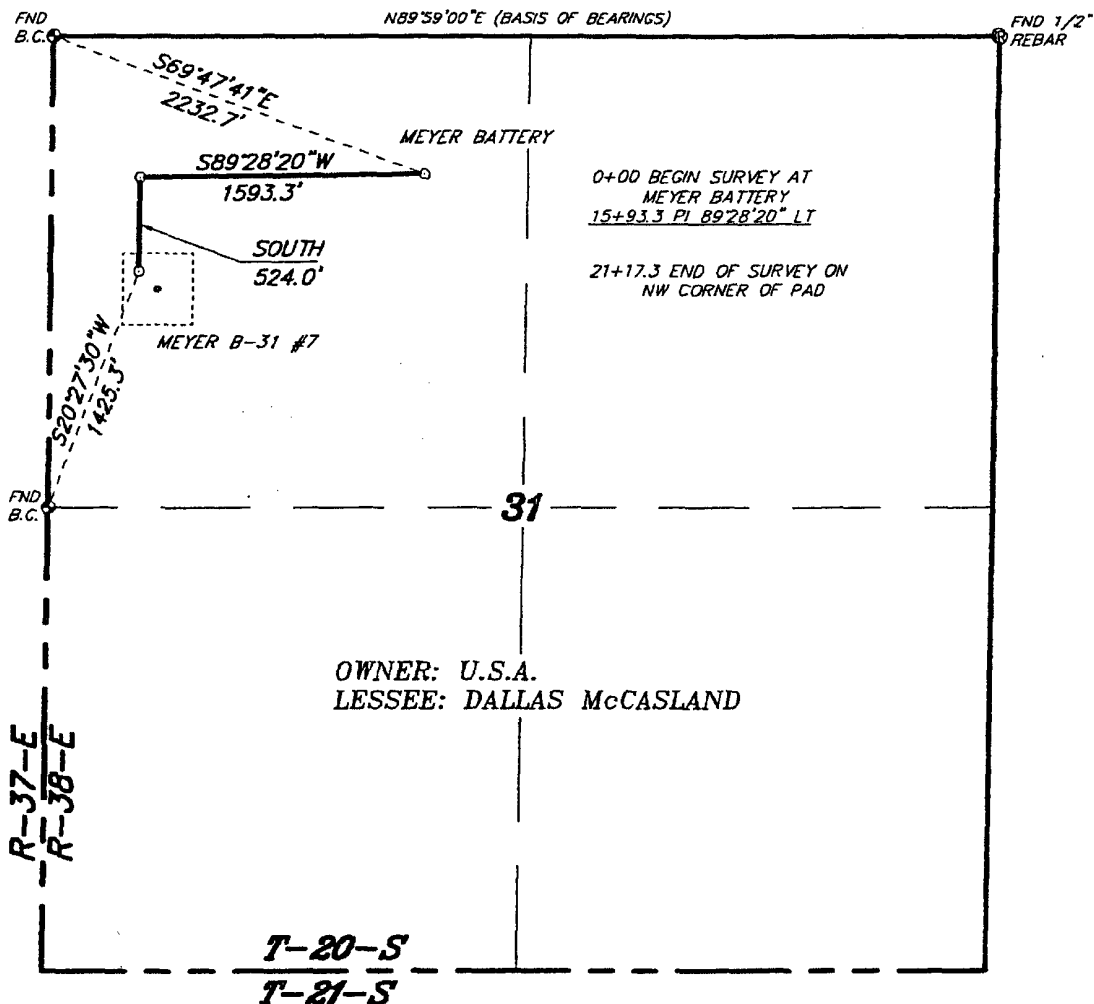 FND
B.C.
N89°59'00"E (BASIS OF BEARINGS)
FND 1/2"
REBAR
S69°47'41"E
2232.7'
MEYER BATTERY
S89°28'20"W
1593.3'
0+00 BEGIN SURVEY AT
MEYER BATTERY
15+93.3 PI 89°28'20" LT
SOUTH
524.0'
21+17.3 END OF SURVEY ON
NW CORNER OF PAD
MEYER B-31 #7
S20°27'30"W
1425.3'
FND
B.C.
31
OWNER: U.S.A.
LESSEE: DALLAS McCASLAND
R-37-E
R-38-E
T-20-S
T-21-S